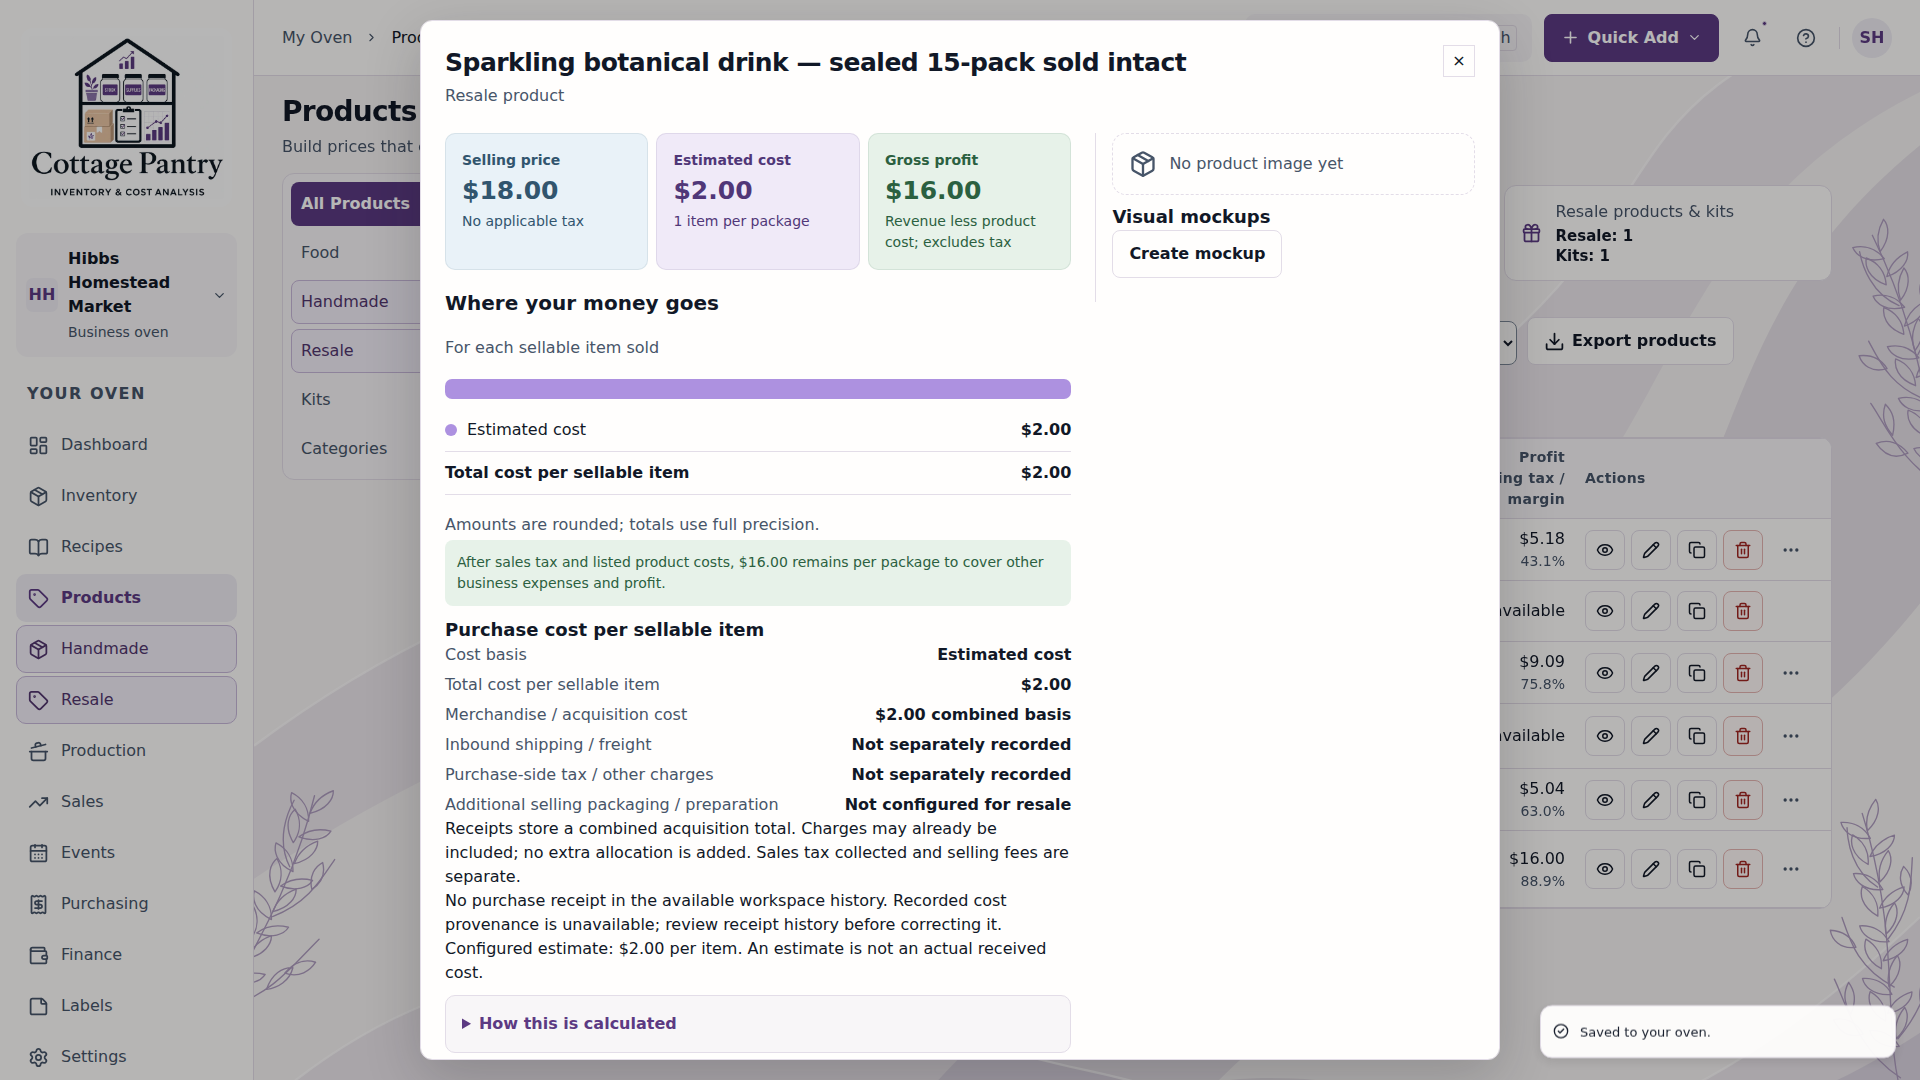 Cottage Pantry
INVENTORY & COST ANALYSIS
HH
Hibbs
Homestead
Market
Business oven
YOUR OVEN
Dashboard
Inventory
Recipes
Products
Handmade
Resale
Production
Sales
Events
Purchasing
Finance
Labels
Settings
My Oven
Quick Add
SH
Products
Build prices that
All Products
Food
Handmade
Resale
Kits
Categories
Sparkling botanical drink — sealed 15-pack sold intact
Resale product
Selling price
$18.00
No applicable tax
Estimated cost
$2.00
1 item per package
Gross profit
$16.00
Revenue less product
cost; excludes tax
Where your money goes
For each sellable item sold
Estimated cost $2.00
Total cost per sellable item $2.00
Amounts are rounded; totals use full precision.
After sales tax and listed product costs, $16.00 remains per package to cover other
business expenses and profit.
Purchase cost per sellable item
Cost basis Estimated cost
Total cost per sellable item $2.00
Merchandise / acquisition cost $2.00 combined basis
Inbound shipping / freight Not separately recorded
Purchase-side tax / other charges Not separately recorded
Additional selling packaging / preparation Not configured for resale
Receipts store a combined acquisition total. Charges may already be
included; no extra allocation is added. Sales tax collected and selling fees are
separate.
No purchase receipt in the available workspace history. Recorded cost
provenance is unavailable; review receipt history before correcting it.
Configured estimate: $2.00 per item. An estimate is not an actual received
cost.
How this is calculated
No product image yet
Visual mockups
Create mockup
Resale products & kits
Resale: 1
Kits: 1
Export products
Profit
ing tax /
margin
Actions
$5.18
43.1%
available
$9.09
75.8%
available
$5.04
63.0%
$16.00
88.9%
Saved to your oven.